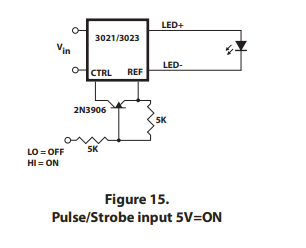 LED+
3021/3023
Vin
LED-
CTRL REF
2N3906
5K
5K
LO = OFF
HI = ON
Figure 15.
Pulse/Strobe input 5V=ON